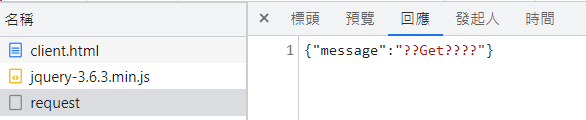 名稱
× 標頭 預覽 回應 發起人 時間
client.html
1 {"message":"??Get????"}
jquery-3.6.3.min.js
request